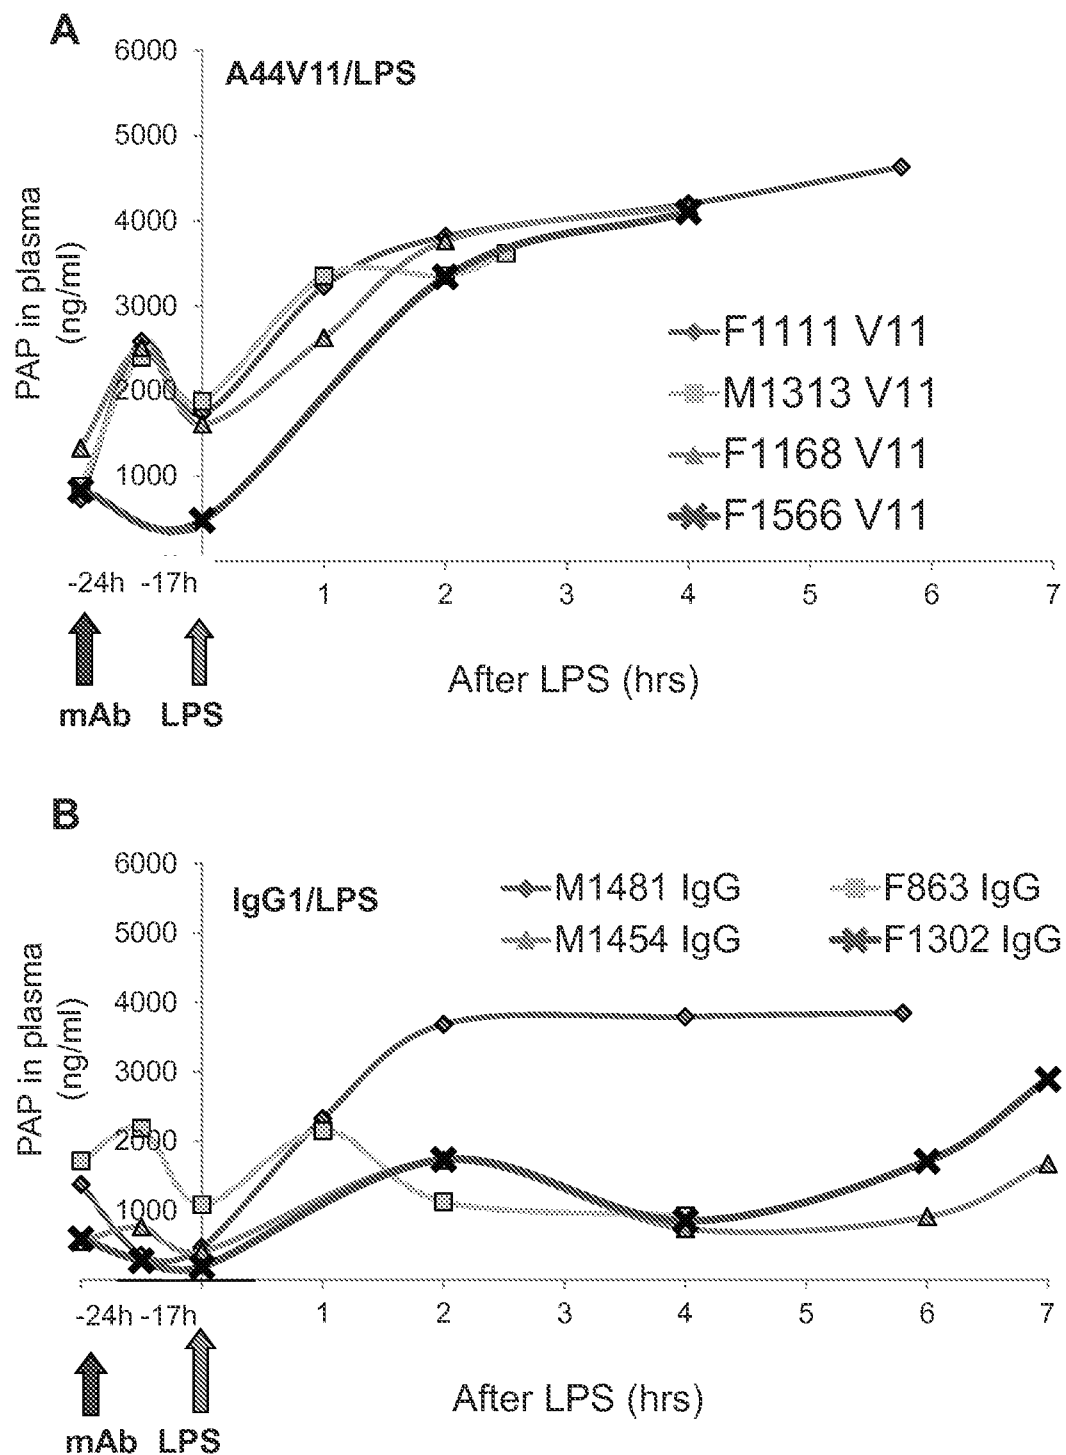 A
A44V11/LPS
6000
5000
4000
3000
2000
1000
PAP in plasma
(ng/ml)
F1111 V11
M1313 V11
F1168 V11
F1566 V11
-24h -17h
1 2 3 4 5 6 7
After LPS (hrs)
mAb LPS
B
IgG1/LPS
M1481 IgG F863 IgG
M1454 IgG F1302 IgG
6000
5000
4000
3000
2000
1000
PAP in plasma
(ng/ml)
-24h -17h
1 2 3 4 5 6 7
After LPS (hrs)
mAb LPS